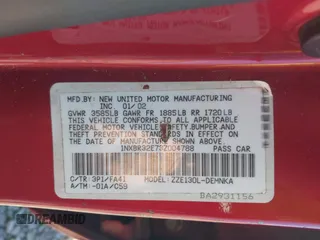 MFD.BY: NEW UNITED MOTOR MANUFACTURING
INC. 01/02
GVWR 3585LB GAWR FR 1885LB RR 1720LB
THIS VEHICLE CONFORMS TO ALL APPLICABLE
FEDERAL MOTOR VEHICLE SAFETY,BUMPER,AND
THEFT PREVENTION STANDARDS IN EFFECT ON
THE DATE OF MANUFACTURE SHOWN ABOVE.
PASS CAR
C/TR: 3P1/FA41 MODEL: ZZE130L-DEMNKA
A/TM: -01A/C59
BA2931156